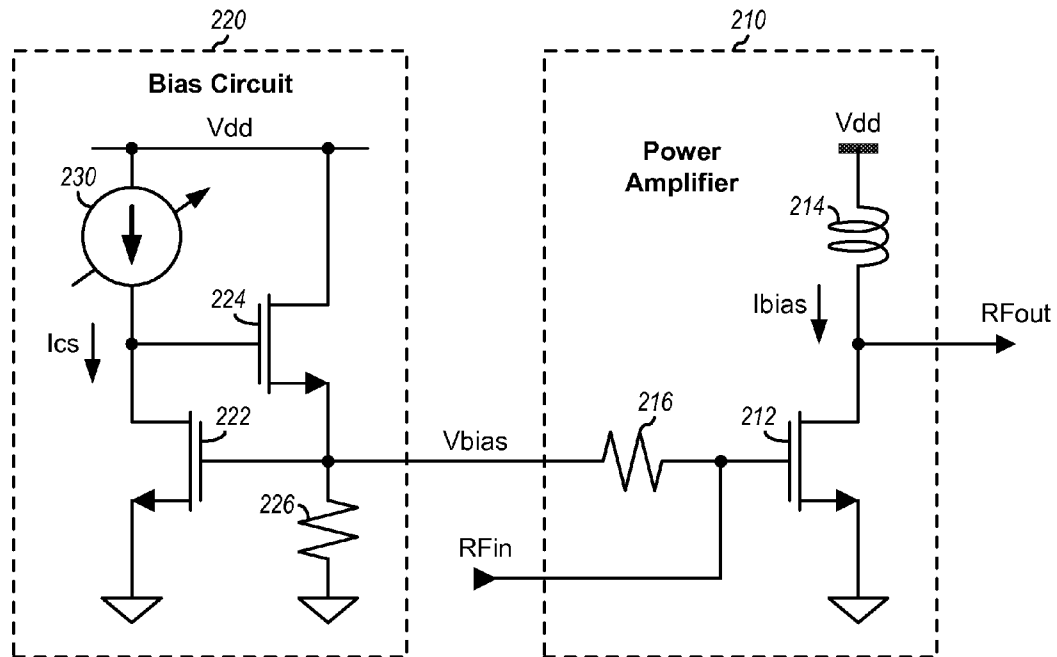 220
210
Bias Circuit
Vdd
Vdd
Power
Amplifier
230
214
224
Ics
Ibias
RFout
222
216
212
Vbias
226
RFin